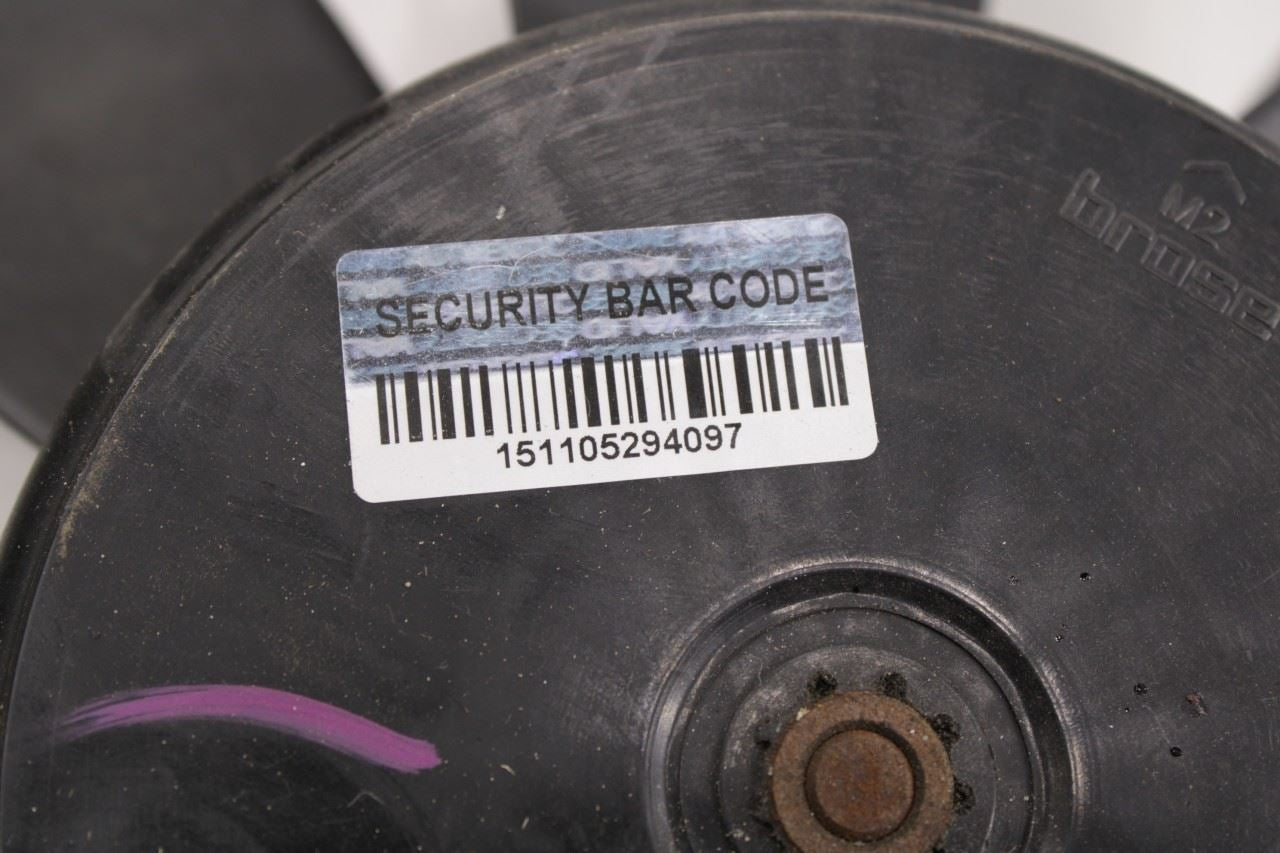 SECURITY BAR CODE
151105294097
M2
brose